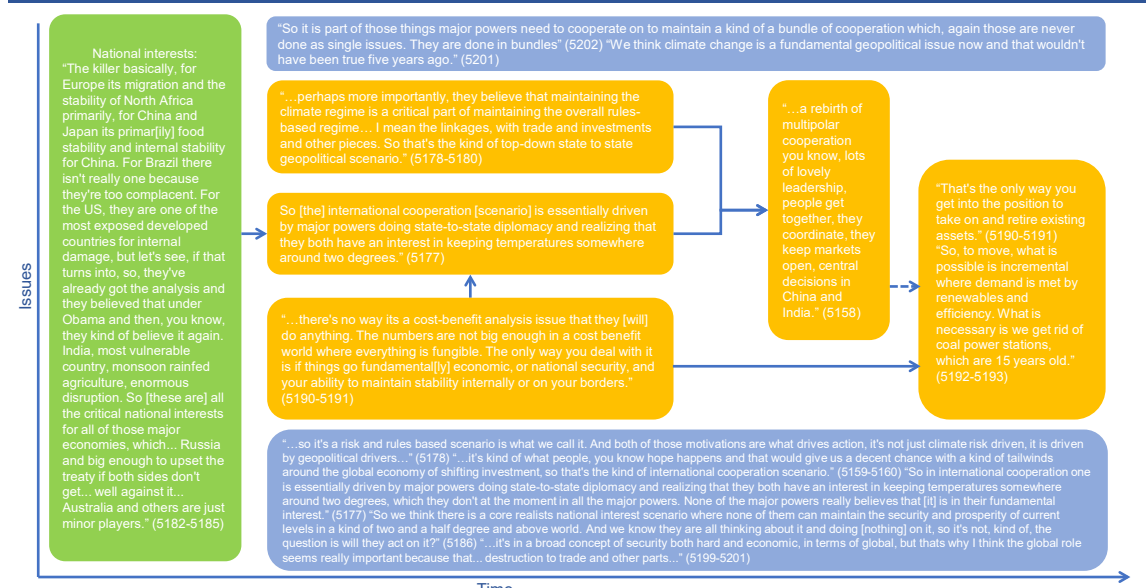 National interests:
“The killer basically, for
Europe its migration and the
stability of North Africa
primarily, for China and
Japan its primar[ily] food
stability and internal stability
for China. For Brazil there
isn't really one because
they're too complacent. For
the US, they are one of the
most exposed developed
countries for internal
damage, but let's see, if that
turns into, so, they've
already got the analysis and
they believed that under
Obama and then, you know,
they kind of believe it again.
India, most vulnerable
country, monsoon rainfed
agriculture, enormous
disruption. So [these are] all
the critical national interests
for all of those major
economies, which... Russia
and big enough to upset the
treaty if both sides don't
get... well against it...
Australia and others are just
minor players.” (5182-5185)
“So it is part of those things major powers need to cooperate on to maintain a kind of a bundle of cooperation which, again those are never
done as single issues. They are done in bundles” (5202) “We think climate change is a fundamental geopolitical issue now and that wouldn't
have been true five years ago.” (5201)
“…perhaps more importantly, they believe that maintaining the
climate regime is a critical part of maintaining the overall rules-
based regime… I mean the linkages, with trade and investments
and other pieces. So that's the kind of top-down state to state
geopolitical scenario.” (5178-5180)
So [the] international cooperation [scenario] is essentially driven
by major powers doing state-to-state diplomacy and realizing that
they both have an interest in keeping temperatures somewhere
around two degrees.” (5177)
“…there's no way its a cost-benefit analysis issue that they [will]
do anything. The numbers are not big enough in a cost benefit
world where everything is fungible. The only way you deal with it
is if things go fundamental[ly] economic, or national security, and
your ability to maintain stability internally or on your borders.”
(5190-5191)
“…a rebirth of
multipolar
cooperation
you know, lots
of lovely
leadership,
people get
together, they
coordinate, they
keep markets
open, central
decisions in
China and
India.” (5158)
“That's the only way you
get into the position to
take on and retire existing
assets.” (5190-5191)
“So, to move, what is
possible is incremental
where demand is met by
renewables and
efficiency. What is
necessary is we get rid of
coal power stations,
which are 15 years old.”
(5192-5193)
“…so it's a risk and rules based scenario is what we call it. And both of those motivations are what drives action, it's not just climate risk driven, it is driven
by geopolitical drivers…” (5178) “…it's kind of what people, you know hope happens and that would give us a decent chance with a kind of tailwinds
around the global economy of shifting investment, so that's the kind of international cooperation scenario.” (5159-5160) “So in international cooperation one
is essentially driven by major powers doing state-to-state diplomacy and realizing that they both have an interest in keeping temperatures somewhere
around two degrees, which they don't at the moment in all the major powers. None of the major powers really believes that [it] is in their fundamental
interest.” (5177) “So we think there is a core realists national interest scenario where none of them can maintain the security and prosperity of current
levels in a kind of two and a half degree and above world. And we know they are all thinking about it and doing [nothing] on it, so it's not, kind of, the
question is will they act on it?” (5186) “…it's in a broad concept of security both hard and economic, in terms of global, but thats why I think the global role
seems really important because that... destruction to trade and other parts...” (5199-5201)
Issues
Time